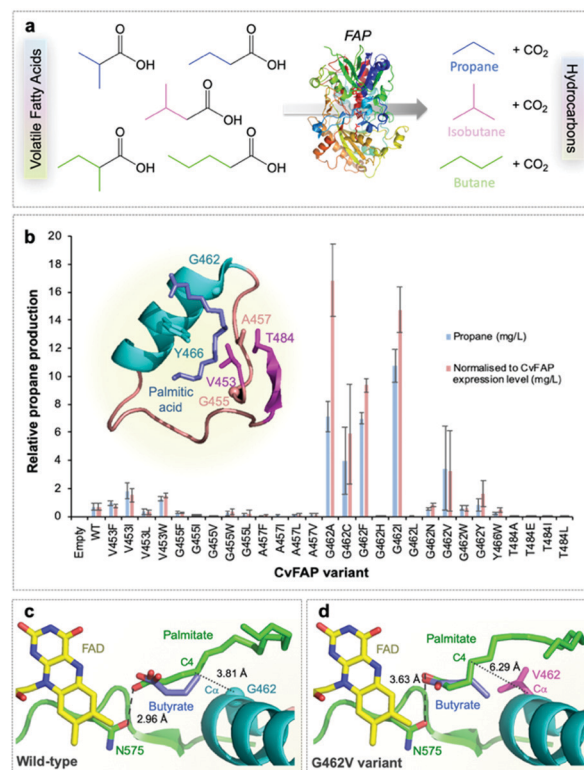 a
Volatile Fatty Acids
O
OH
O
OH
O
OH
O
OH
O
OH
FAP
Propane
+ CO2
Isobutane
+ CO2
Butane
+ CO2
Hydrocarbons
b
Relative propane production
20
18
16
14
12
10
8
6
4
2
0
G462
A457
T484
Y466
V453
Palmitic
acid
G455
Propane (mg/L)
Normalised to CvFAP
expression level (mg/L)
Empty
WT
V453F
V453I
V453L
V453W
G455F
G455I
G455V
G455W
G455L
A457F
A457I
A457L
A457V
G462A
G462C
G462F
G462H
G462I
G462L
G462N
G462V
G462W
G462Y
Y466W
T484A
T484E
T484I
T484L
CvFAP variant
c
FAD
Palmitate
C4
3.81 Å
Cα
G462
Butyrate
2.96 Å
N575
Wild-type
d
FAD
Palmitate
C4
6.29 Å
V462
3.63 Å
Cα
Butyrate
N575
G462V variant